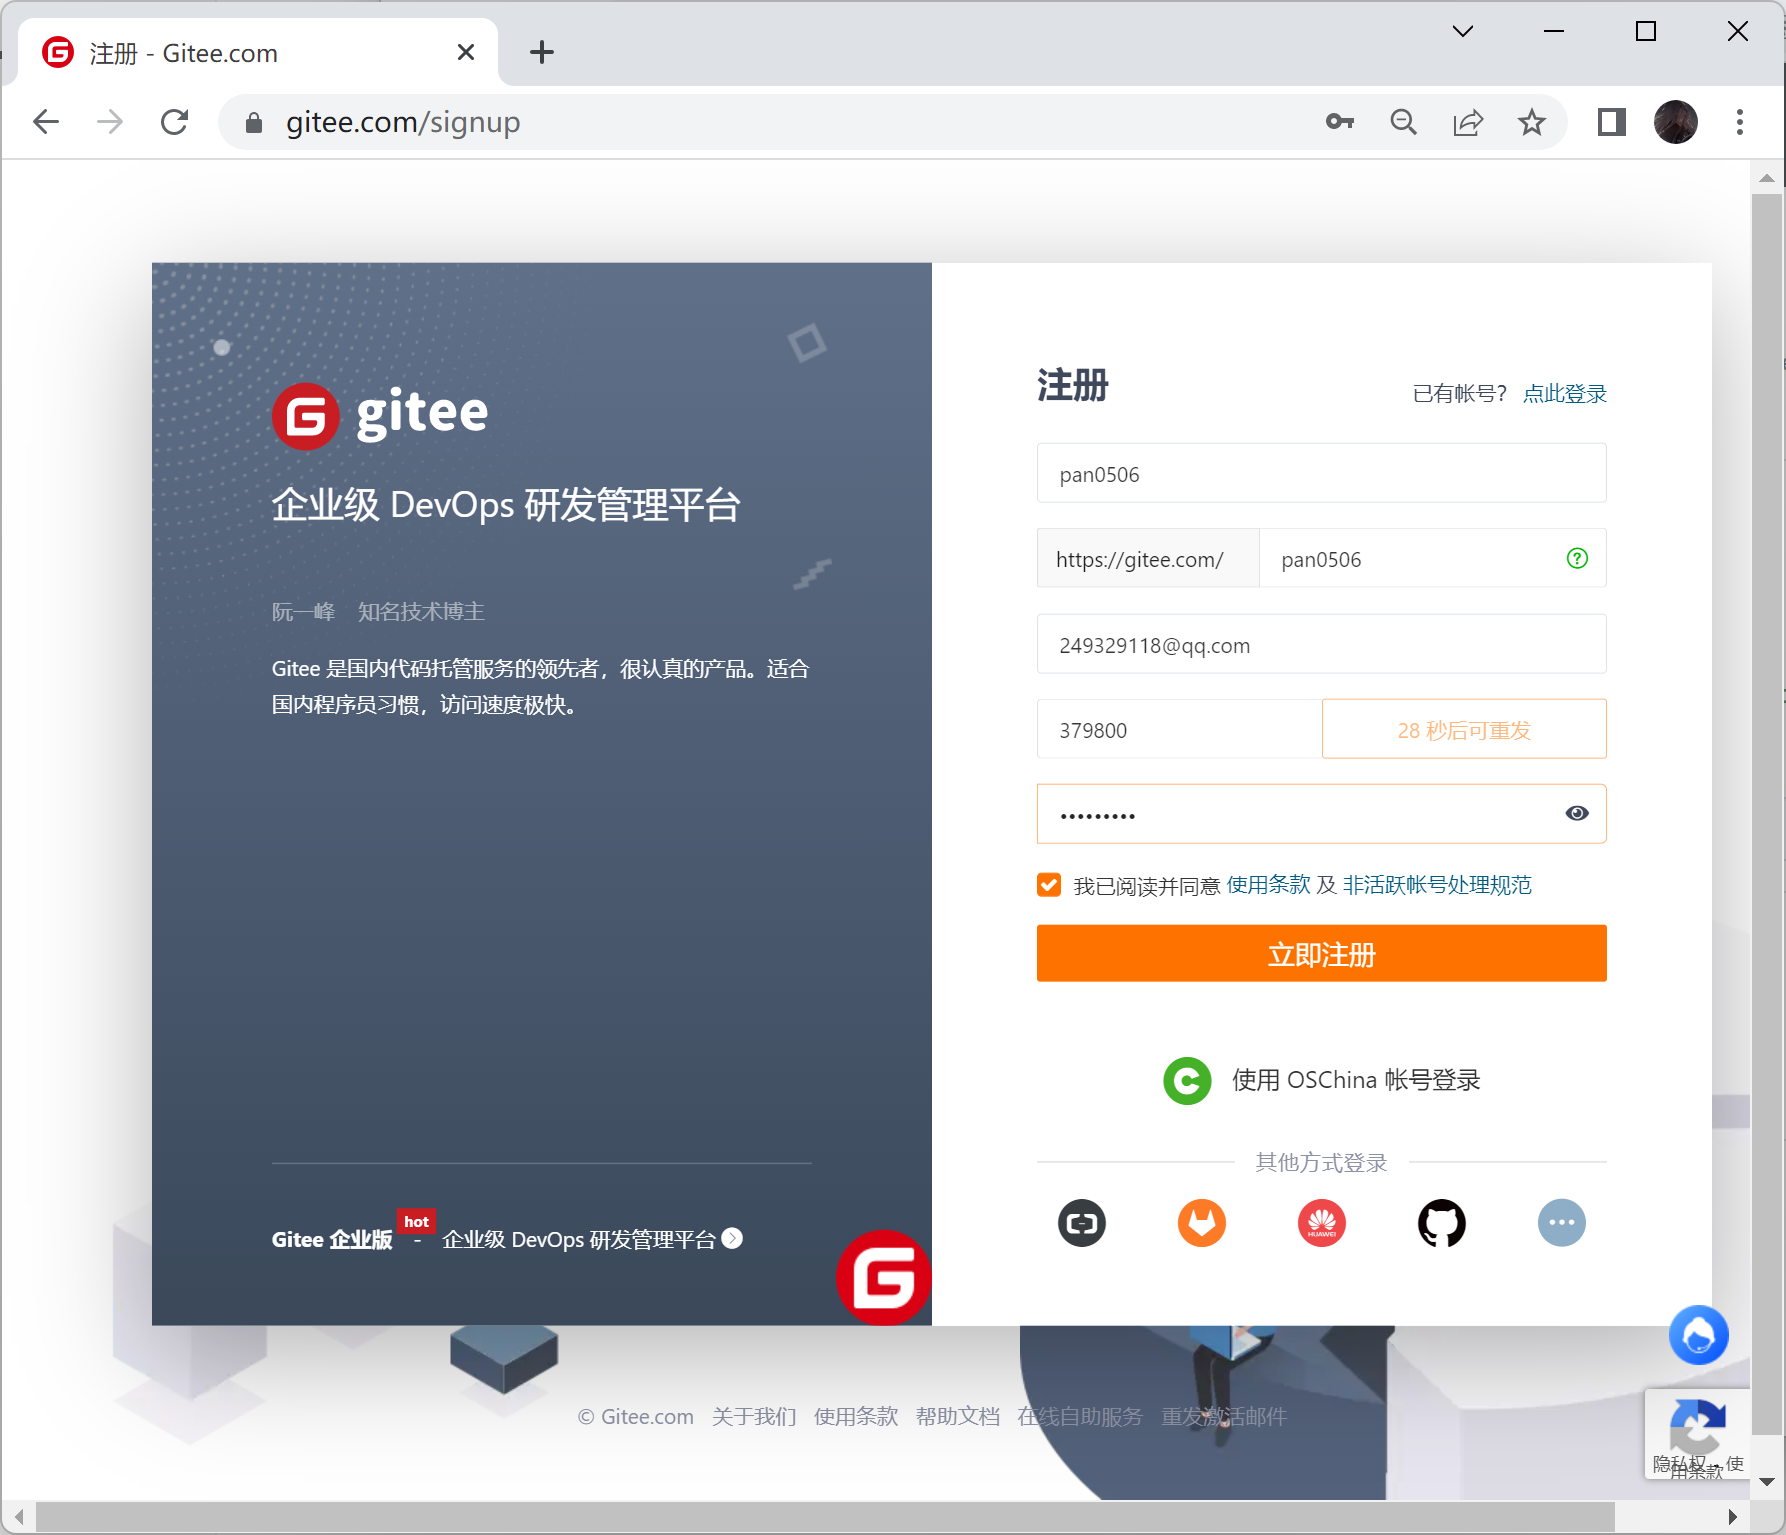 注册 - Gitee.com
gitee.com/signup
gitee
企业级 DevOps 研发管理平台
阮一峰 知名技术博主
Gitee 是国内代码托管服务的领先者，很认真的产品。适合
国内程序员习惯，访问速度极快。
Gitee 企业版 hot - 企业级 DevOps 研发管理平台
注册
已有帐号？ 点此登录
pan0506
https://gitee.com/ pan0506
249329118@qq.com
379800 28 秒后可重发
•••••••••
我已阅读并同意 使用条款 及 非活跃帐号处理规范
立即注册
使用 OSChina 帐号登录
其他方式登录
HUAWEI
© Gitee.com 关于我们 使用条款 帮助文档 在线自助服务 重发激活邮件
隐私权 - 使
用条款